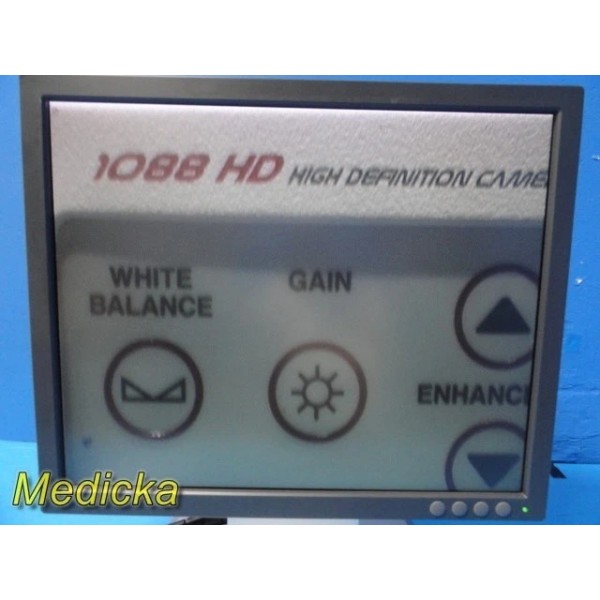 1088 HD HIGH DEFINITION CAME
WHITE
BALANCE
GAIN
ENHANC
Medicka